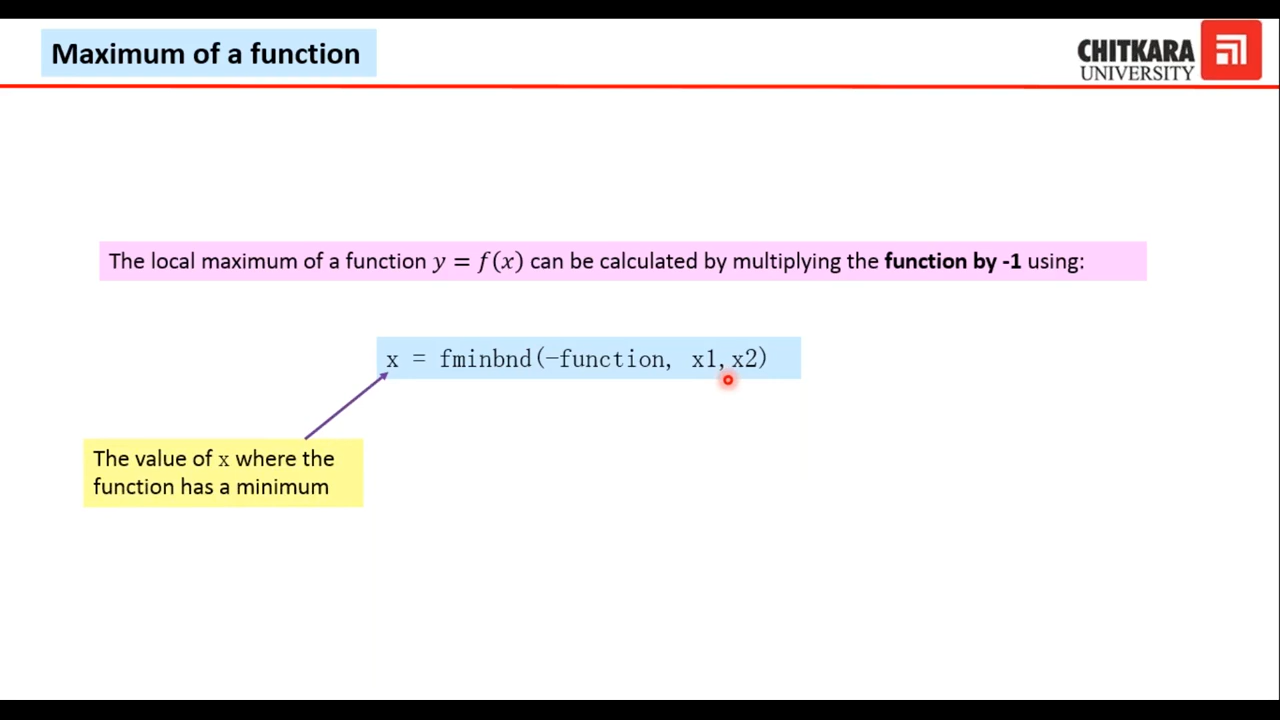 Maximum of a function
CHITKARA
UNIVERSITY
The local maximum of a function y = f(x) can be calculated by multiplying the function by -1 using:
x = fminbnd(-function, x1,x2)
The value of x where the
function has a minimum